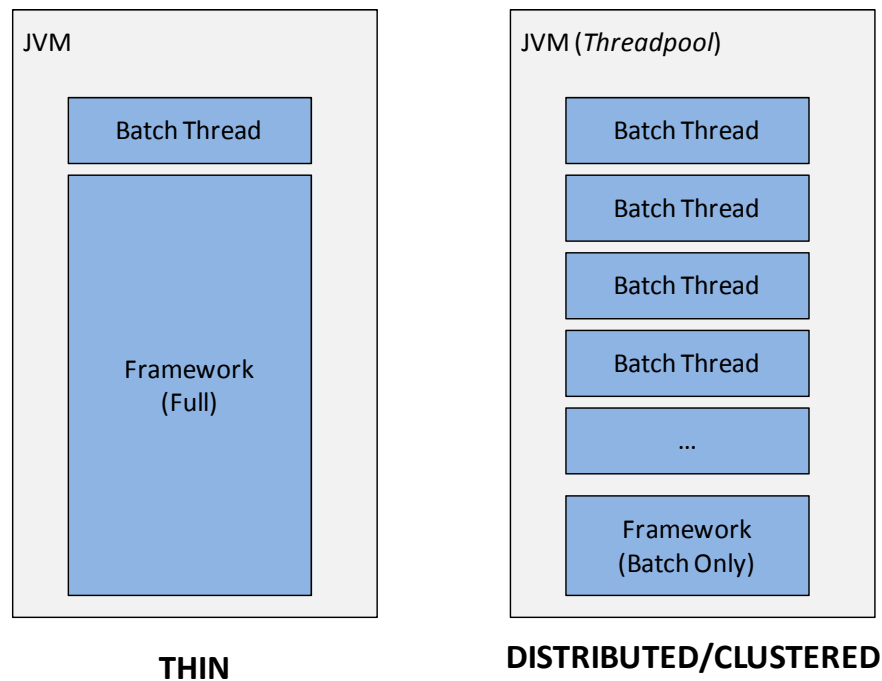 JVM
Batch Thread
Framework
(Full)
THIN
JVM (Threadpool)
Batch Thread
Batch Thread
Batch Thread
Batch Thread
…
Framework
(Batch Only)
DISTRIBUTED/CLUSTERED